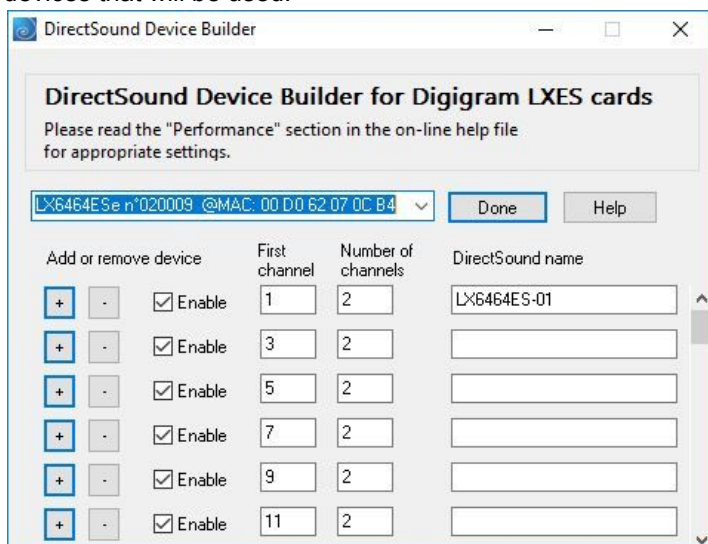 devices that will be used.
DirectSound Device Builder
DirectSound Device Builder for Digigram LXES cards
Please read the "Performance" section in the on-line help file
for appropriate settings.
LX6464ESe n°020009 @MAC: 00 D0 62 07 0C B4 Done Help
Add or remove device First channel Number of channels DirectSound name
+ - Enable 1 2 LX6464ES-01
+ - Enable 3 2
+ - Enable 5 2
+ - Enable 7 2
+ - Enable 9 2
+ - Enable 11 2